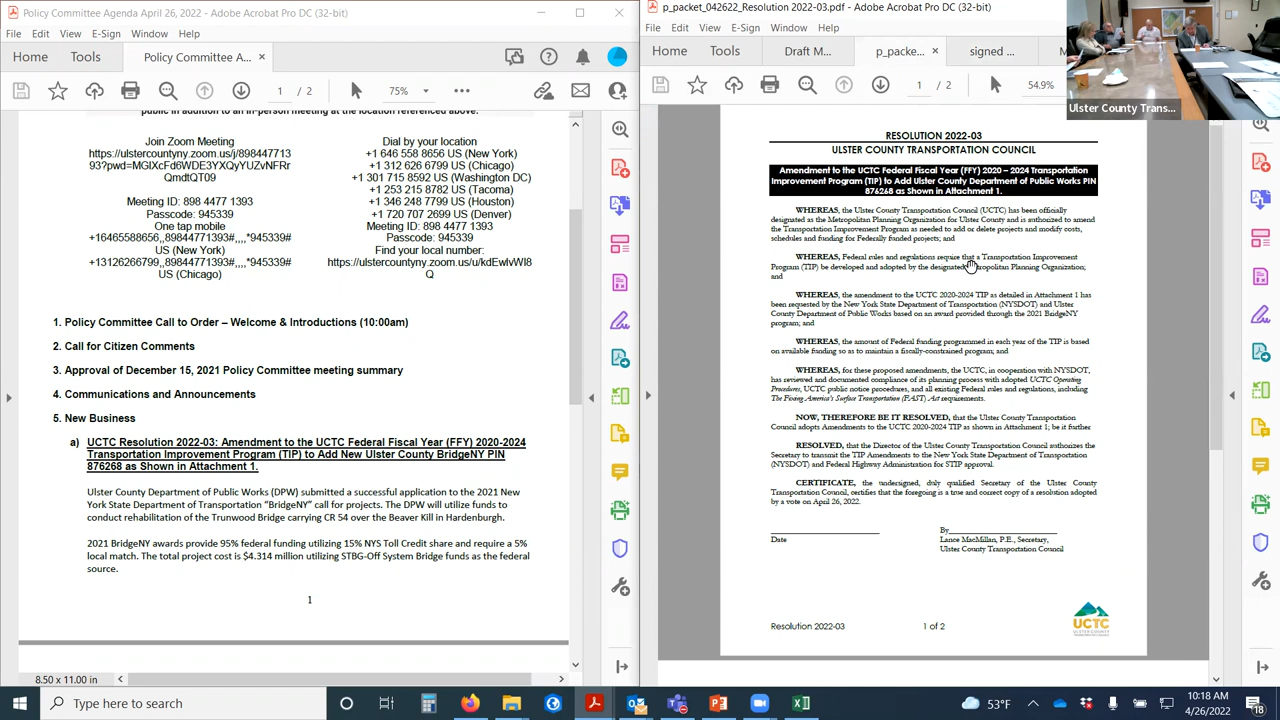 Policy Committee Agenda April 26, 2022 - Adobe Acrobat Pro DC (32-bit)
File Edit View E-Sign Window Help
Home Tools Policy Committee A... ×
1 / 2 75%
public in addition to an in-person meeting at the location referenced above.
Join Zoom Meeting
https://ulstercountyny.zoom.us/j/898447713
QmdtQT09
Meeting ID: 898 4477 1393
Passcode: 945339
One tap mobile
+16465588656,,89844771393#,,,,*945339#
US (New York)
+13126266799,,89844771393#,,,,*945339#
US (Chicago)
Dial by your location
+1 646 558 8656 US (New York)
+1 312 626 6799 US (Chicago)
+1 301 715 8592 US (Washington DC)
+1 253 215 8782 US (Tacoma)
+1 346 248 7799 US (Houston)
+1 720 707 2699 US (Denver)
Meeting ID: 898 4477 1393
Passcode: 945339
Find your local number:
Q
1. Policy Committee Call to Order – Welcome & Introductions (10:00am)
2. Call for Citizen Comments
3. Approval of December 15, 2021 Policy Committee meeting summary
4. Communications and Announcements
5. New Business
a) UCTC Resolution 2022-03: Amendment to the UCTC Federal Fiscal Year (FFY) 2020-2024
Transportation Improvement Program (TIP) to Add New Ulster County BridgeNY PIN
876268 as Shown in Attachment 1.
Ulster County Department of Public Works (DPW) submitted a successful application to the 2021 New
York State Department of Transportation “BridgeNY” call for projects. The DPW will utilize funds to
conduct rehabilitation of the Trunwood Bridge carrying CR 54 over the Beaver Kill in Hardenburgh.
2021 BridgeNY awards provide 95% federal funding utilizing 15% NYS Toll Credit share and require a 5%
local match. The total project cost is $4.314 million utilizing STBG-Off System Bridge funds as the federal
source.
1
8.50 x 11.00 in
p_packet_042622_Resolution 2022-03.pdf - Adobe Acrobat Pro DC (32-bit)
File Edit View E-Sign Window Help
Home Tools Draft M... p_packe... × signed ... M
1 / 2 54.9%
Ulster County Trans...
RESOLUTION 2022-03
ULSTER COUNTY TRANSPORTATION COUNCIL
Amendment to the Federal Fiscal Year (FFY) 2020 – 2024 Transportation
Improvement Program (TIP) to Add Ulster County Department of Public Works PIN
876268 as Shown in Attachment 1.
WHEREAS, the Ulster County Transportation Council (UCTC) has been officially
designated as the Metropolitan Planning Organization for Ulster County and is authorized to amend
the Transportation Improvement Program as needed to add or delete projects and modify costs,
schedules and funding for Federally funded projects; and
WHEREAS, Federal rules and regulations require that a Transportation Improvement
Program (TIP) be developed and adopted by the designated Metropolitan Planning Organization;
and
WHEREAS, the amendment to the UCTC 2020-2024 TIP as detailed in Attachment 1 has
been requested by the New York State Department of Transportation (NYSDOT) and Ulster
County Department of Public Works based on an award provided through the 2021 BridgeNY
program; and
WHEREAS, the amount of Federal funding programmed in each year of the TIP is based
on available funding so as to maintain a fiscally-constrained program; and
WHEREAS, for these proposed amendments, the UCTC, in cooperation with NYSDOT,
has reviewed and documented compliance of its planning process with adopted UCTC Operating
Procedures, UCTC public notice procedures, and all existing Federal rules and regulations, including
The Fixing America's Surface Transportation (FAST) Act requirements.
NOW, THEREFORE BE IT RESOLVED, that the Ulster County Transportation
Council adopts Amendments to the UCTC 2020-2024 TIP as shown in Attachment 1; be it further
RESOLVED, that the Director of the Ulster County Transportation Council authorizes the
Secretary to transmit the TIP Amendments to the New York State Department of Transportation
(NYSDOT) and Federal Highway Administration for STIP approval.
CERTIFICATE, the undersigned, duly qualified Secretary of the Ulster County
Transportation Council, certifies that the foregoing is a true and correct copy of a resolution adopted
by a vote on April 26, 2022.
Date
By
Lance MacMillan, P.E., Secretary,
Ulster County Transportation Council
Resolution 2022-03 1 of 2
UCTC
ULSTER COUNTY
Type here to search
53°F
10:18 AM
4/26/2022
18